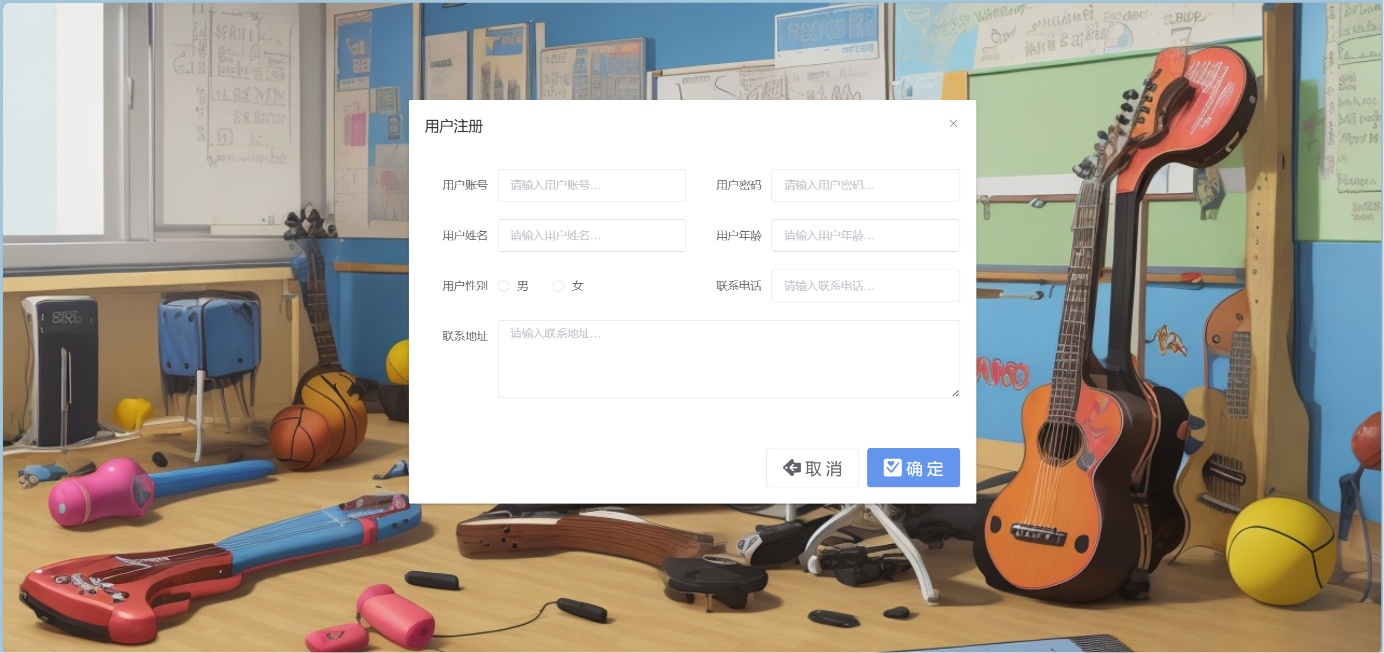 用户注册
用户账号 请输入用户账号... 用户密码 请输入用户密码...
用户姓名 请输入用户姓名... 用户年龄 请输入用户年龄...
用户性别 男 女 联系电话 请输入联系电话...
联系地址 请输入联系地址...
取消 确定